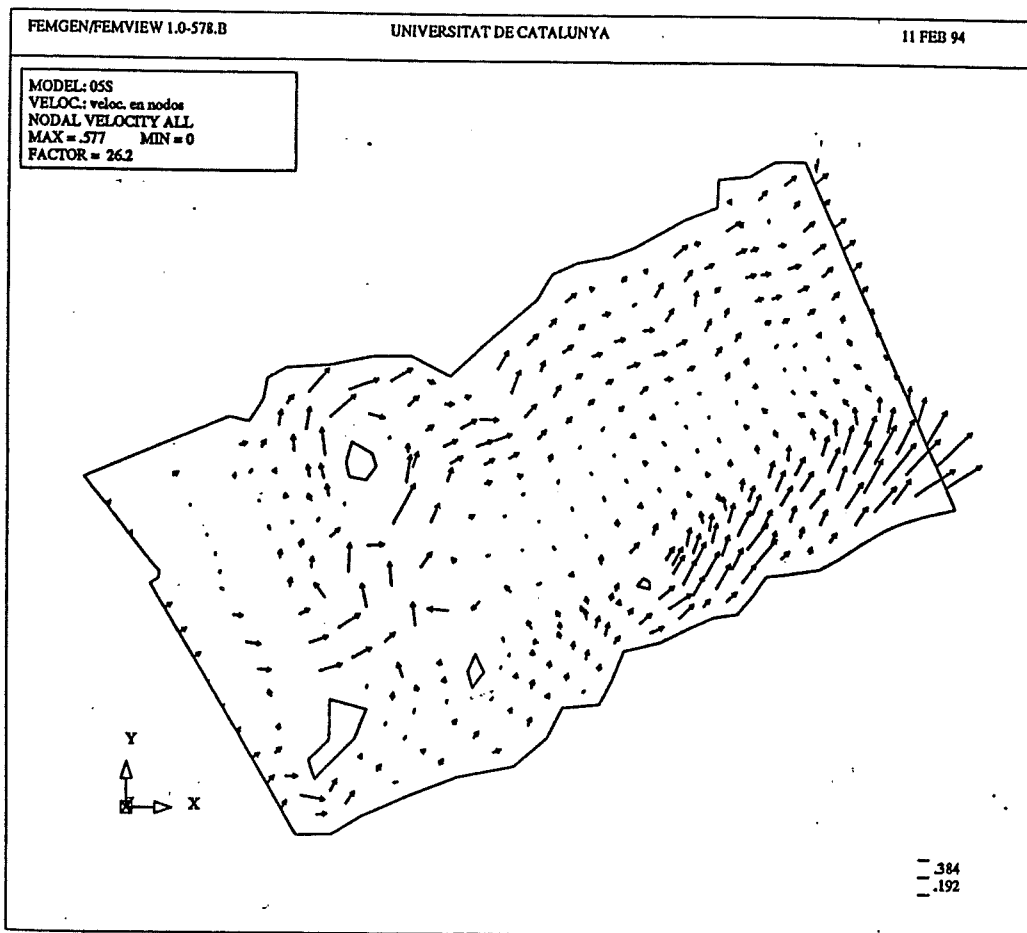 FEMGEN/FEMVIEW 1.0-578.B UNIVERSITAT DE CATALUNYA 11 FEB 94
MODEL: 05S
VELOC.: veloc. en nodos
NODAL VELOCITY ALL
MAX = .577 MIN = 0
FACTOR = 26.2
Y
X
.384
.192